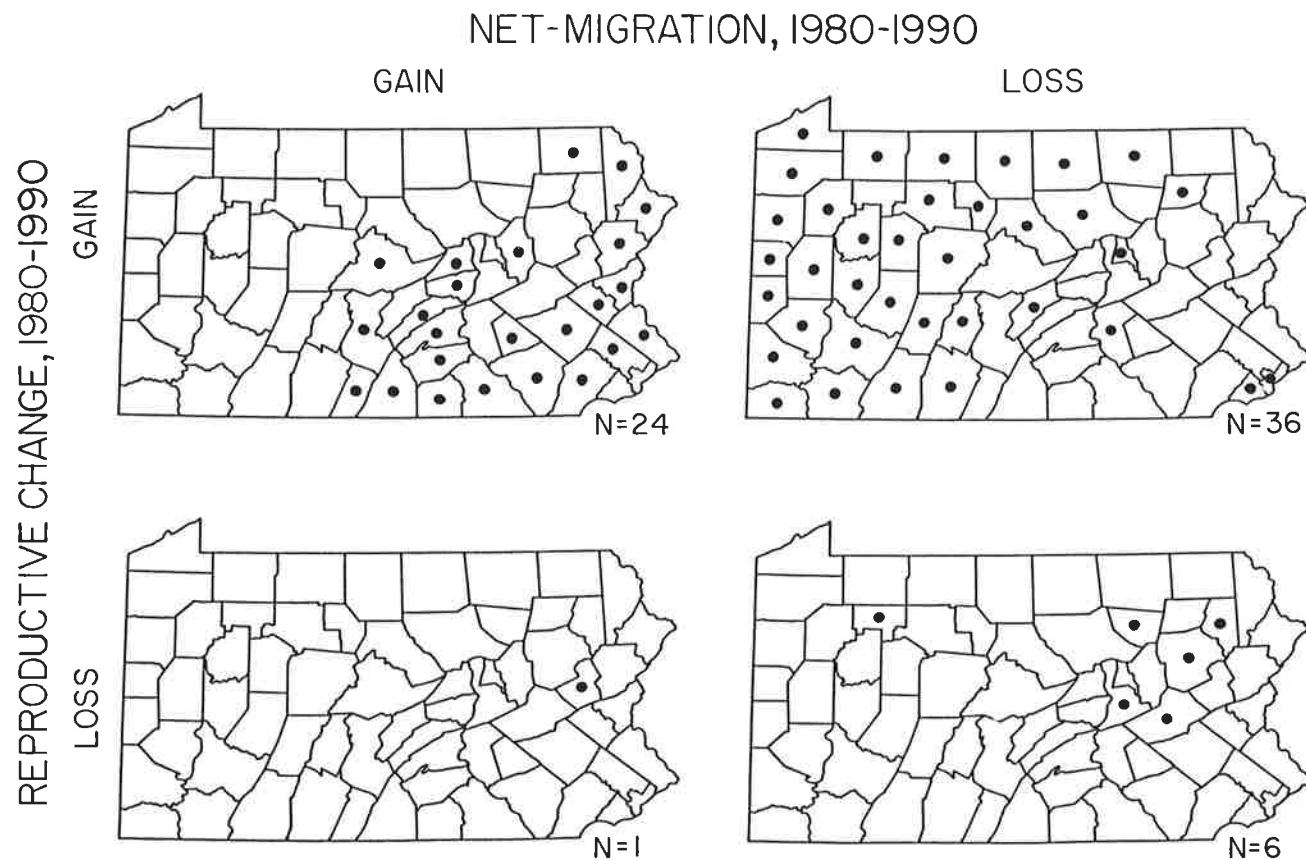 NET-MIGRATION, 1980-1990
GAIN
LOSS
REPRODUCTIVE CHANGE, 1980-1990
GAIN
N=24
N=36
LOSS
N=1
N=6